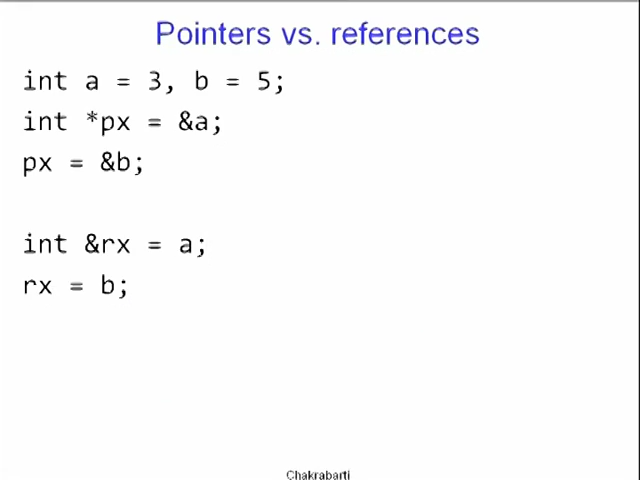 Pointers vs. references
int a = 3, b = 5;
int *px = &a;
px = &b;
int &rx = a;
rx = b;
Chakrabarti